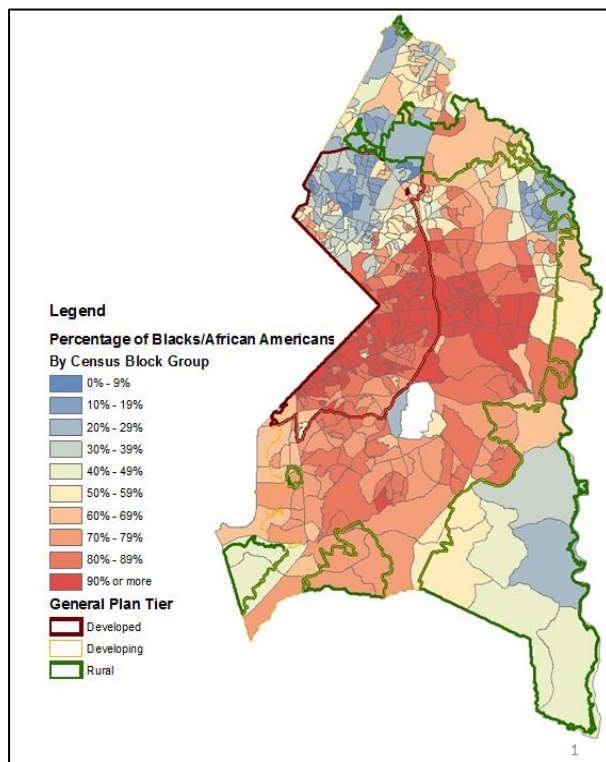 Legend
Percentage of Blacks/African Americans
By Census Block Group
0% - 9%
10% - 19%
20% - 29%
30% - 39%
40% - 49%
50% - 59%
60% - 69%
70% - 79%
80% - 89%
90% or more
General Plan Tier
Developed
Developing
Rural
1